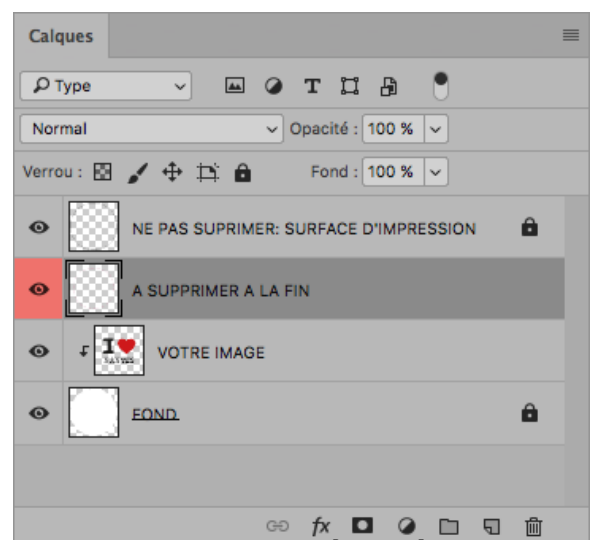 Calques
Type
Normal Opacité : 100 %
Verrou : Fond : 100 %
NE PAS SUPRIMER: SURFACE D'IMPRESSION
A SUPPRIMER A LA FIN
I
VOTRE IMAGE
FOND
fx